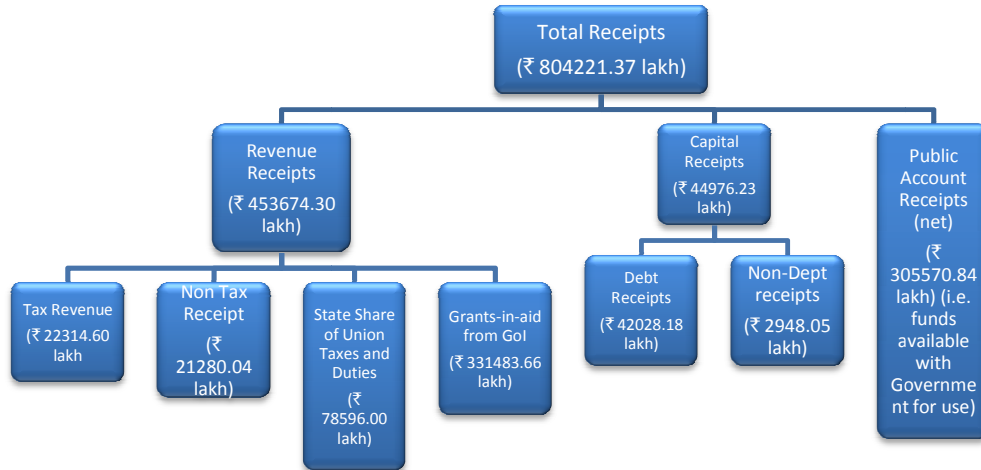 Total Receipts
(₹ 804221.37 lakh)
Revenue
Receipts
(₹ 453674.30
lakh)
Capital
Receipts
(₹ 44976.23
lakh)
Public
Account
Receipts
(net)
(₹
305570.84
lakh) (i.e.
funds
available
with
Governme
nt for use)
Tax Revenue
(₹ 22314.60
lakh
Non Tax
Receipt
(₹
21280.04
lakh)
State Share
of Union
Taxes and
Duties
(₹
78596.00
lakh)
Grants-in-aid
from GoI
(₹ 331483.66
lakh)
Debt
Receipts
(₹ 42028.18
lakh)
Non-Dept
receipts
(₹ 2948.05
lakh)